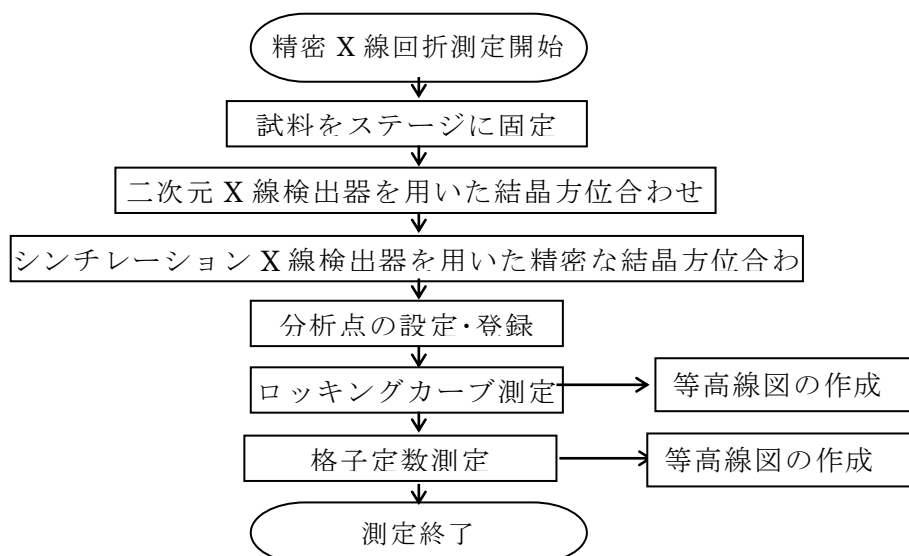 精密 X 線回折測定開始
試料をステージに固定
二次元 X 線検出器を用いた結晶方位合わせ
シンチレーション X 線検出器を用いた精密な結晶方位合わ
分析点の設定･登録
ロッキングカーブ測定
等高線図の作成
格子定数測定
等高線図の作成
測定終了